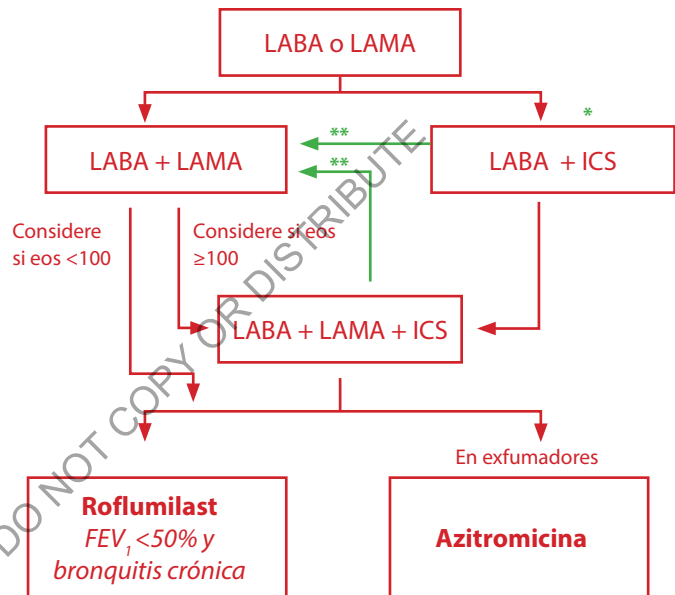 LABA o LAMA
*
LABA + LAMA
**
**
LABA + ICS
Considere
si eos <100
Considere si eos
≥100
LABA + LAMA + ICS
En exfumadores
Roflumilast
FEV₁ <50% y
bronquitis crónica
Azitromicina
DO NOT COPY OR DISTRIBUTE